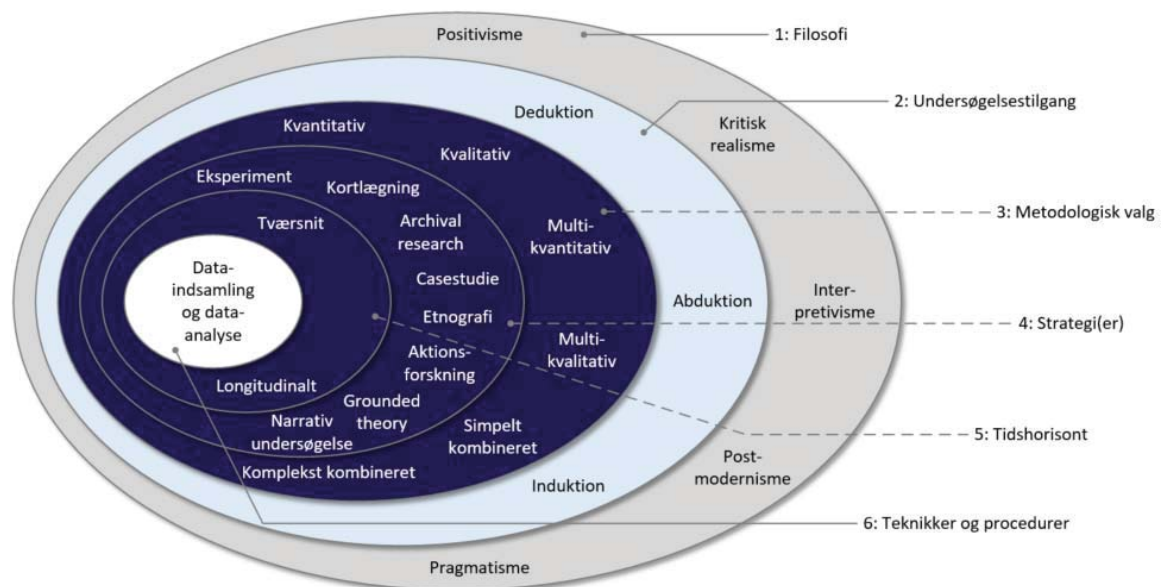 Positivisme
1: Filosofi
2: Undersøgelsestilgang
Deduktion
Kritisk
realisme
Kvantitativ
Kvalitativ
Eksperiment
Kortlægning
Tværsnit
Archival
research
Multi-
kvantitativ
3: Metodologisk valg
Data-
indsamling
og data-
analyse
Casestudie
Abduktion
Inter-
pretivisme
Etnografi
4: Strategi(er)
Aktions-
forskning
Multi-
kvalitativ
Longitudinalt
Grounded
theory
Narrativ
undersøgelse
Simpelt
kombineret
5: Tidshorisont
Komplekst kombineret
Post-
modernisme
Induktion
6: Teknikker og procedurer
Pragmatisme